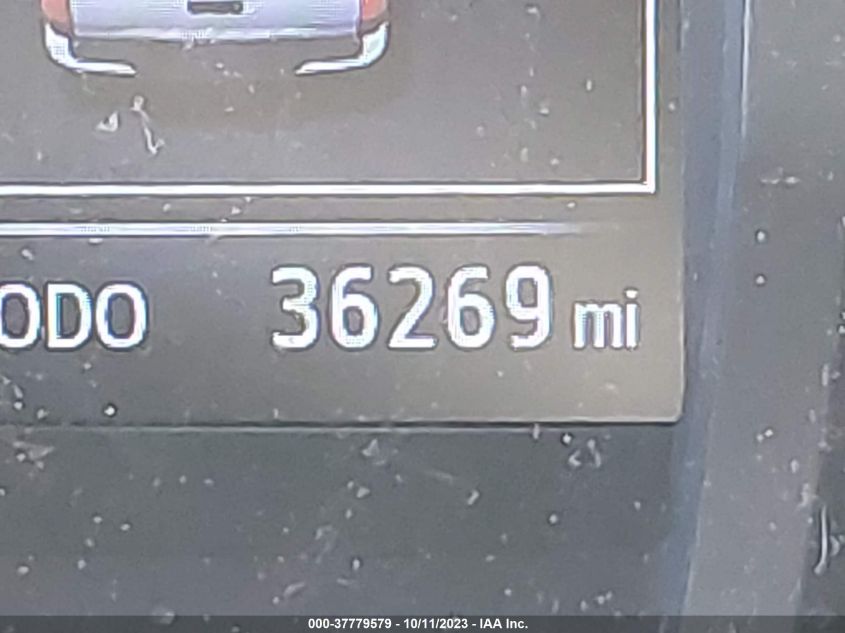 ODO 36269 mi
000-37779579 - 10/11/2023 - IAA Inc.